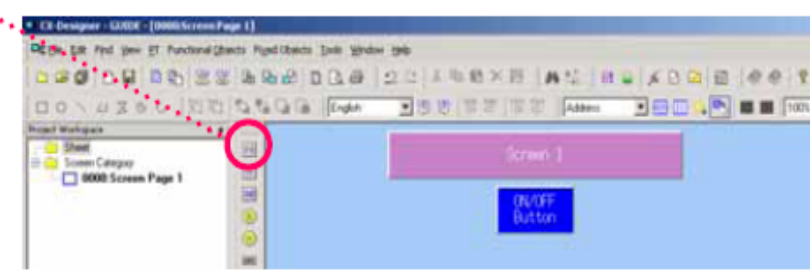 CX-Designer - GUIDE - [0000:Screen Page 1]
File Edit Find View PT Functional Objects Fixed Objects Tools Window Help
English Address 100%
Project Workspace
Sheet
Screen Category
0000:Screen Page 1
Screen 1
ON/OFF
Button